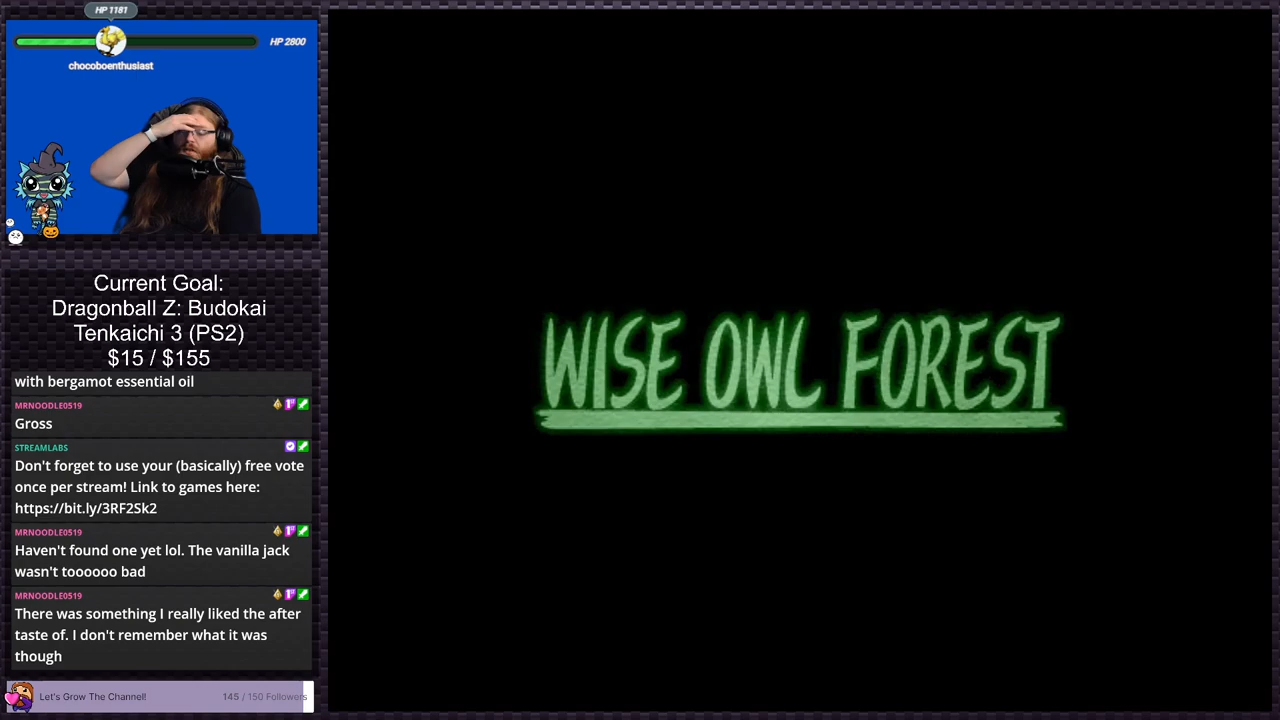 HP 1181
HP 2800
chocoboenthusiast
Current Goal:
Dragonball Z: Budokai
Tenkaichi 3 (PS2)
$15 / $155
with bergamot essential oil
MRNOODLE0519
Gross
STREAMLABS
Don't forget to use your (basically) free vote
once per stream! Link to games here:
https://bit.ly/3RF2Sk2
MRNOODLE0519
Haven't found one yet lol. The vanilla jack
wasn't toooooo bad
MRNOODLE0519
There was something I really liked the after
taste of. I don't remember what it was
though
Let's Grow The Channel!
145 / 150 Followers
WISE OWL FOREST